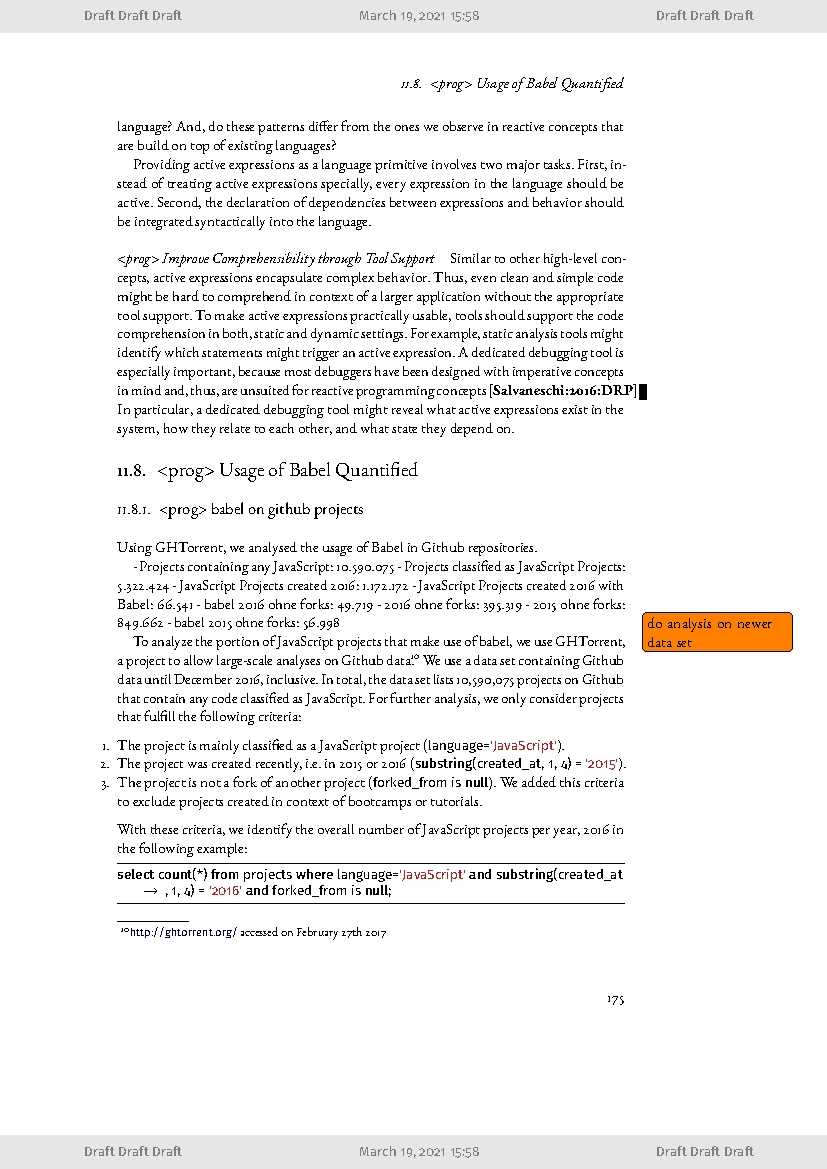 Draft Draft Draft March 19, 2021 15:58 Draft Draft Draft
11.8. <prog> Usage of Babel Quantified
language? And, do these patterns differ from the ones we observe in reactive concepts that
are build on top of existing languages?
Providing active expressions as a language primitive involves two major tasks. First, in-
stead of treating active expressions specially, every expression in the language should be
active. Second, the declaration of dependencies between expressions and behavior should
be integrated syntactically into the language.
<prog> Improve Comprehensibility through Tool Support Similar to other high-level con-
cepts, active expressions encapsulate complex behavior. Thus, even clean and simple code
might be hard to comprehend in context of a larger application without the appropriate
tool support. To make active expressions practically usable, tools should support the code
comprehension in both, static and dynamic settings. For example, static analysis tools might
identify which statements might trigger an active expression. A dedicated debugging tool is
especially important, because most debuggers have been designed with imperative concepts
in mind and, thus, are unsuited for reactive programming concepts [Salvaneschi:2016:DRP]
In particular, a dedicated debugging tool might reveal what active expressions exist in the
system, how they relate to each other, and what state they depend on.
11.8. <prog> Usage of Babel Quantified
11.8.1. <prog> babel on github projects
Using GHTorrent, we analysed the usage of Babel in Github repositories.
- Projects containing any JavaScript: 10.590.075 - Projects classified as JavaScript Projects:
5.322.424 - JavaScript Projects created 2016: 1.172.172 - JavaScript Projects created 2016 with
Babel: 66.541 - babel 2016 ohne forks: 49.719 - 2016 ohne forks: 395.319 - 2015 ohne forks:
849.662 - babel 2015 ohne forks: 56.998
do analysis on newer
data set
To analyze the portion of JavaScript projects that make use of babel, we use GHTorrent,
a project to allow large-scale analyses on Github data.10 We use a data set containing Github
data until December 2016, inclusive. In total, the data set lists 10,590,075 projects on Github
that contain any code classified as JavaScript. For further analysis, we only consider projects
that fulfill the following criteria:
1. The project is mainly classified as a JavaScript project (language='JavaScript').
2. The project was created recently, i.e. in 2015 or 2016 (substring(created_at, 1, 4) = '2015').
3. The project is not a fork of another project (forked_from is null). We added this criteria
to exclude projects created in context of bootcamps or tutorials.
With these criteria, we identify the overall number of JavaScript projects per year, 2016 in
the following example:
select count(*) from projects where language='JavaScript' and substring(created_at
→ , 1, 4) = '2016' and forked_from is null;
10http://ghtorrent.org/ accessed on February 27th 2017
175
Draft Draft Draft March 19, 2021 15:58 Draft Draft Draft